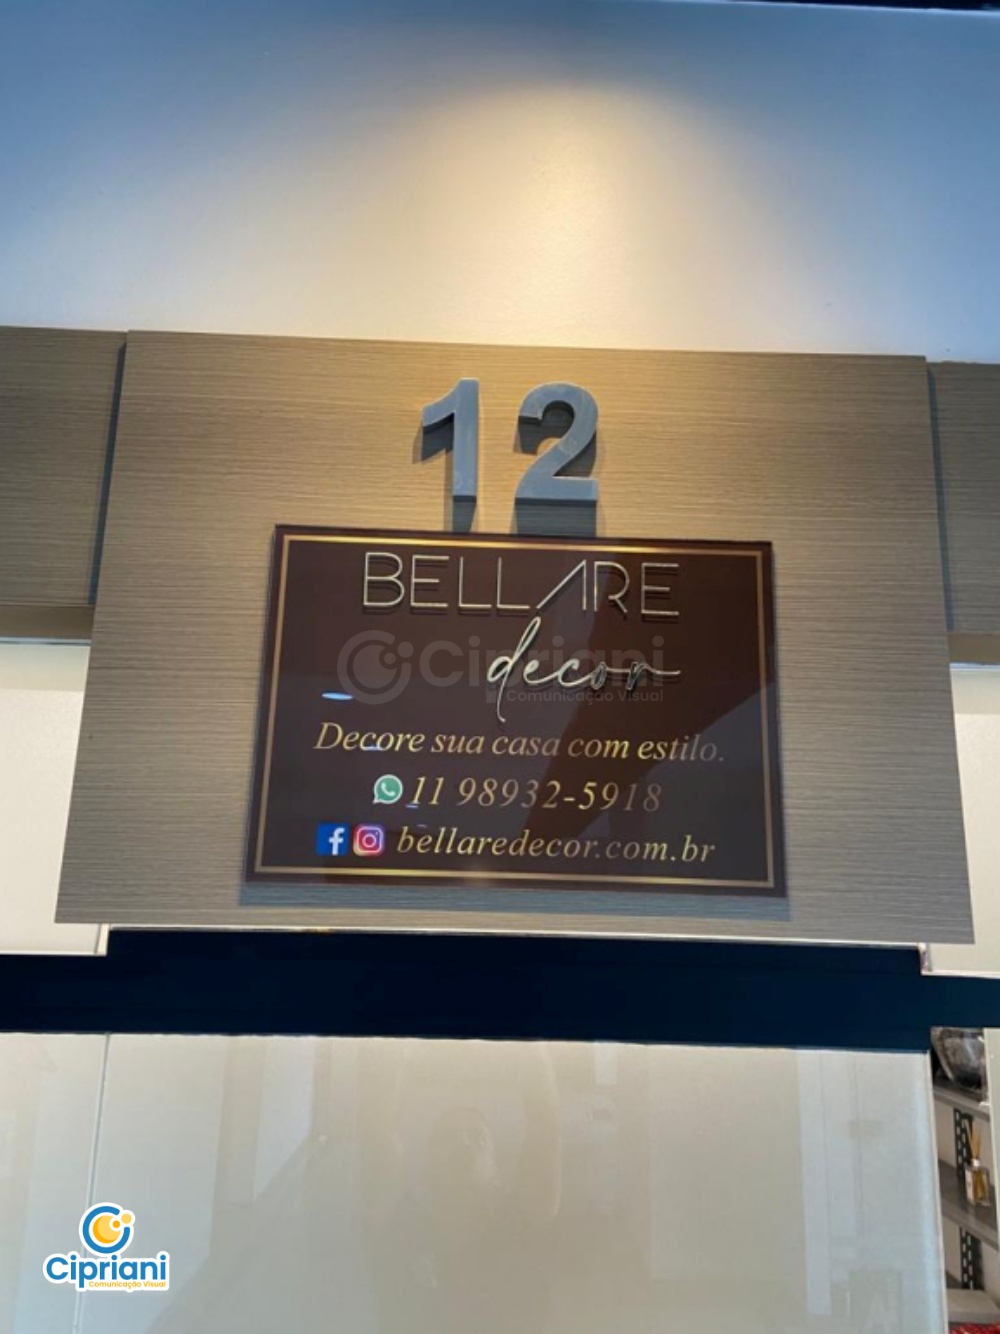 12
BELLARE
decor
Cipriani
Comunicação Visual
Decore sua casa com estilo.
11 98932-5918
bellaredecor.com.br
Cipriani
Comunicação Visual